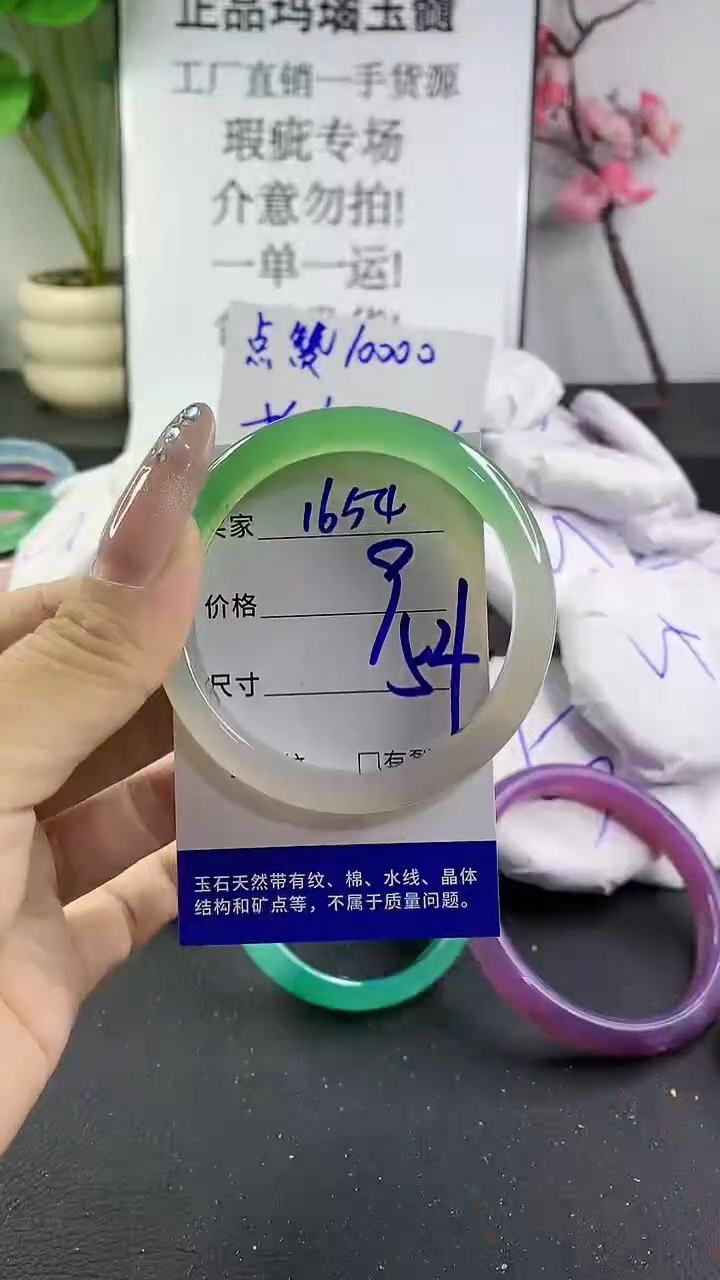 正品玛瑙玉髓
工厂直销一手货源
瑕疵专场
介意勿拍!
一单一运!
点赞10000
家 1654
价格 9
尺寸 54
口有裂
玉石天然带有纹、棉、水线、晶体
结构和矿点等，不属于质量问题。